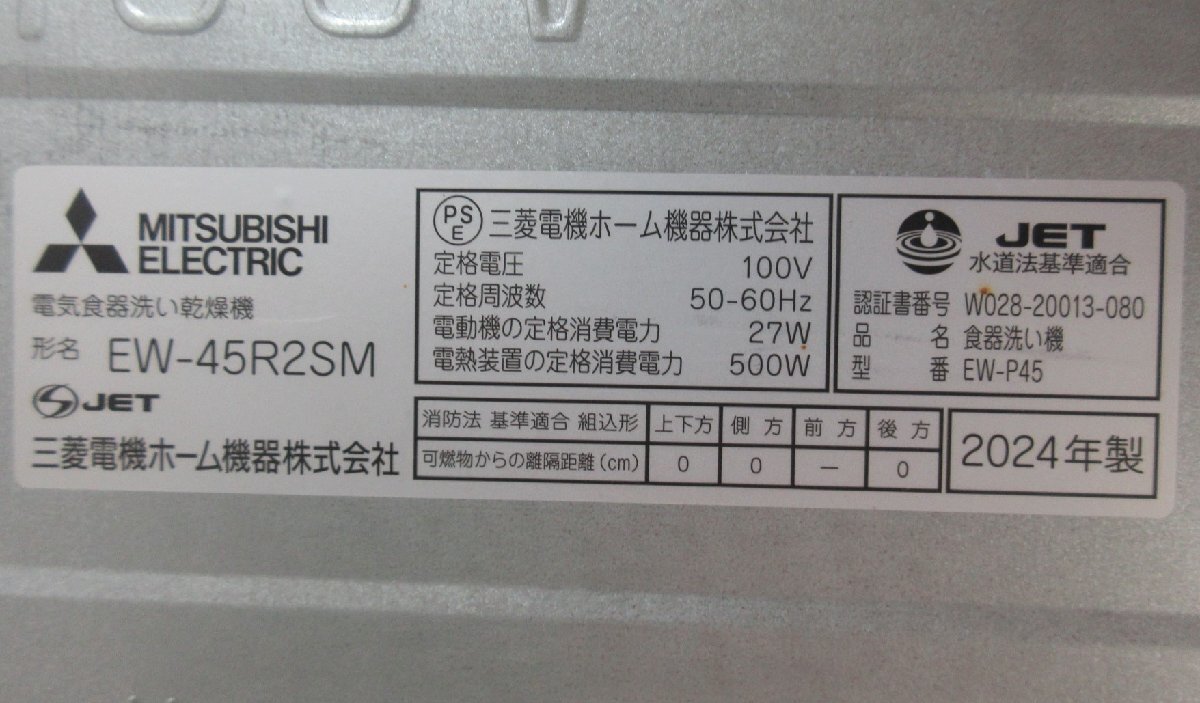 MITSUBISHI
ELECTRIC
電気食器洗い乾燥機
形名 EW-45R2SM
JET
三菱電機ホーム機器株式会社
PS
E
三菱電機ホーム機器株式会社
定格電圧 100V
定格周波数 50-60Hz
電動機の定格消費電力 27W
電熱装置の定格消費電力 500W
JET
水道法基準適合
認証書番号 W028-20013-080
品 名 食器洗い機
型 番 EW-P45
消防法 基準適合 組込形 上下方 側方 前方 後方
可燃物からの離隔距離(cm) 0 0 — 0
2024年製